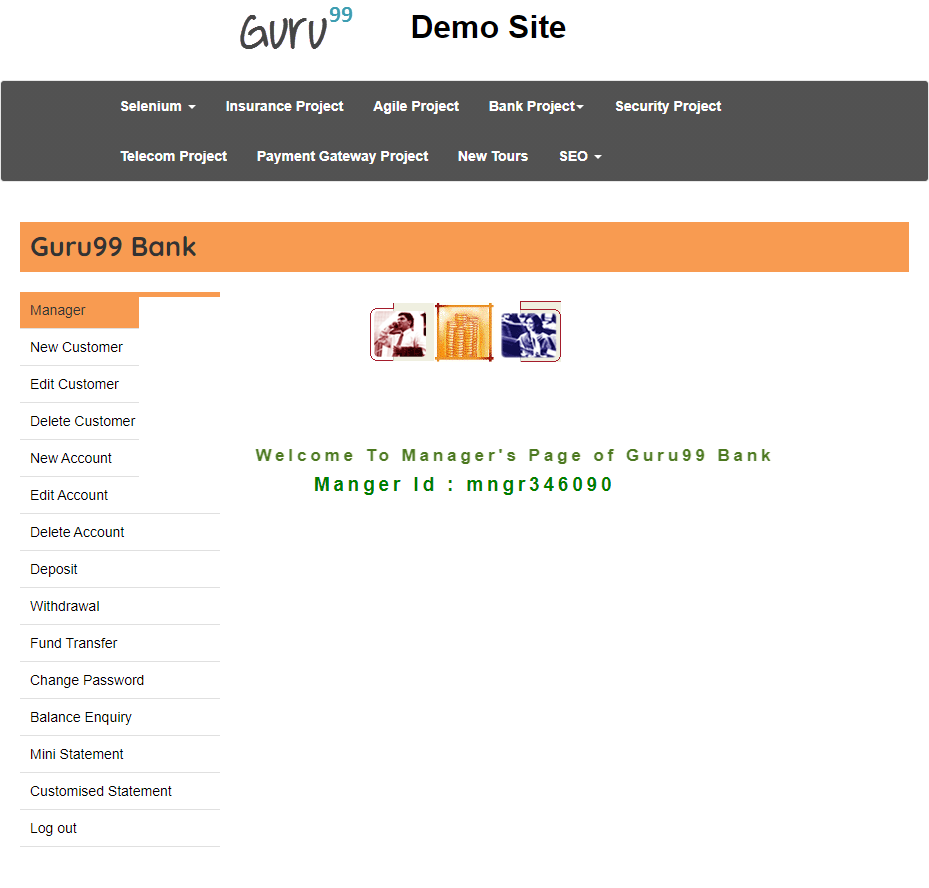 Guru99
Demo Site
Selenium Insurance Project Agile Project Bank Project Security Project
Telecom Project Payment Gateway Project New Tours SEO
Guru99 Bank
Manager
New Customer
Edit Customer
Delete Customer
New Account
Edit Account
Delete Account
Deposit
Withdrawal
Fund Transfer
Change Password
Balance Enquiry
Mini Statement
Customised Statement
Log out
Welcome To Manager's Page of Guru99 Bank
Manger Id : mngr346090